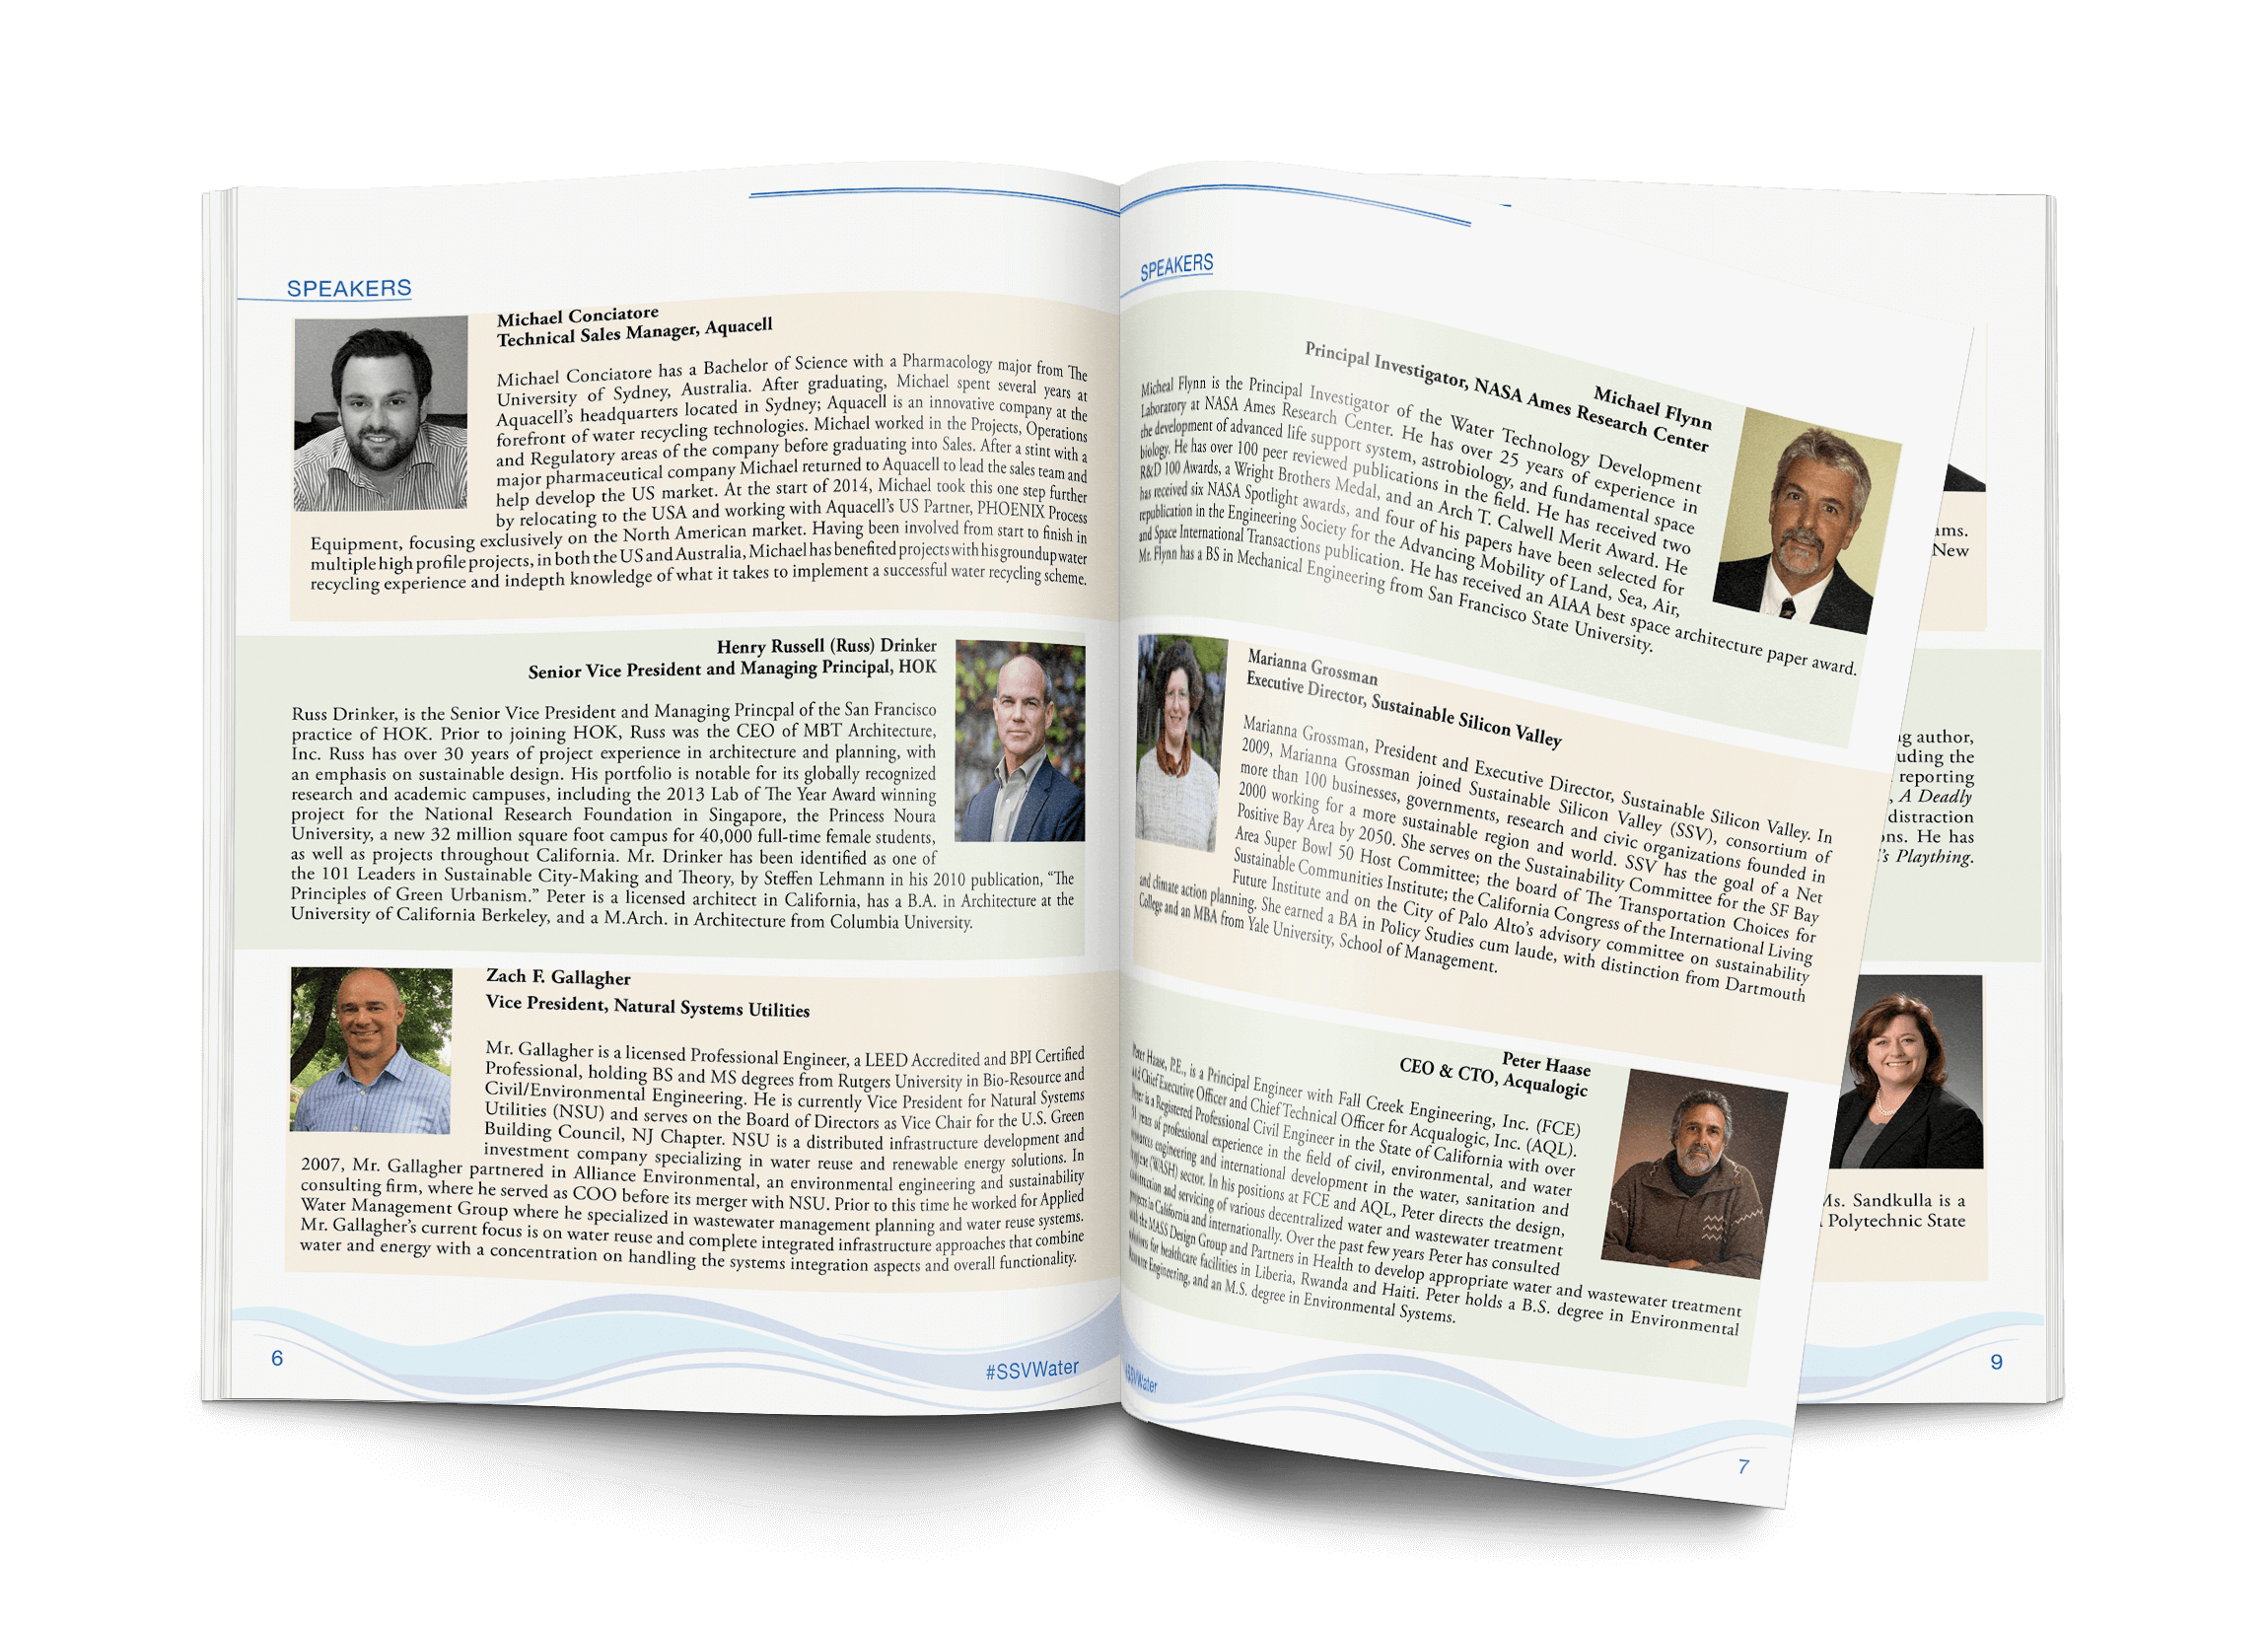 SPEAKERS
Michael Conciatore
Technical Sales Manager, Aquacell
Michael Conciatore has a Bachelor of Science with a Pharmacology major from The
University of Sydney, Australia. After graduating, Michael spent several years at
Aquacell's headquarters located in Sydney; Aquacell is an innovative company at the
forefront of water recycling technologies. Michael worked in the Projects, Operations
and Regulatory areas of the company before graduating into Sales. After a stint with a
major pharmaceutical company Michael returned to Aquacell to lead the sales team and
help develop the US market. At the start of 2014, Michael took this one step further
by relocating to the USA and working with Aquacell's US Partner, PHOENIX Process
Equipment, focusing exclusively on the North American market. Having been involved from start to finish in
multiple high profile projects, in both the US and Australia, Michael has benefited projects with his ground up water
recycling experience and indepth knowledge of what it takes to implement a successful water recycling scheme.
Henry Russell (Russ) Drinker
Senior Vice President and Managing Principal, HOK
Russ Drinker, is the Senior Vice President and Managing Princpal of the San Francisco
practice of HOK. Prior to joining HOK, Russ was the CEO of MBT Architecture,
Inc. Russ has over 30 years of project experience in architecture and planning, with
an emphasis on sustainable design. His portfolio is notable for its globally recognized
research and academic campuses, including the 2013 Lab of The Year Award winning
project for the National Research Foundation in Singapore, the Princess Noura
University, a new 32 million square foot campus for 40,000 full-time female students,
as well as projects throughout California. Mr. Drinker has been identified as one of
the 101 Leaders in Sustainable City-Making and Theory, by Steffen Lehmann in his 2010 publication, "The
Principles of Green Urbanism." Peter is a licensed architect in California, has a B.A. in Architecture at the
University of California Berkeley, and a M.Arch. in Architecture from Columbia University.
Zach F. Gallagher
Vice President, Natural Systems Utilities
Mr. Gallagher is a licensed Professional Engineer, a LEED Accredited and BPI Certified
Professional, holding BS and MS degrees from Rutgers University in Bio-Resource and
Civil/Environmental Engineering. He is currently Vice President for Natural Systems
Utilities (NSU) and serves on the Board of Directors as Vice Chair for the U.S. Green
Building Council, NJ Chapter. NSU is a distributed infrastructure development and
investment company specializing in water reuse and renewable energy solutions. In
2007, Mr. Gallagher partnered in Alliance Environmental, an environmental engineering and sustainability
consulting firm, where he served as COO before its merger with NSU. Prior to this time he worked for Applied
Water Management Group where he specialized in wastewater management planning and water reuse systems.
Mr. Gallagher's current focus is on water reuse and complete integrated infrastructure approaches that combine
water and energy with a concentration on handling the systems integration aspects and overall functionality.
6
#SSVWater
SPEAKERS
Michael Flynn
Principal Investigator, NASA Ames Research Center
Micheal Flynn is the Principal Investigator of the Water Technology Development
Laboratory at NASA Ames Research Center. He has over 25 years of experience in
the development of advanced life support system, astrobiology, and fundamental space
biology. He has over 100 peer reviewed publications in the field. He has received two
R&D 100 Awards, a Wright Brothers Medal, and an Arch T. Calwell Merit Award. He
has received six NASA Spotlight awards, and four of his papers have been selected for
republication in the Engineering Society for the Advancing Mobility of Land, Sea, Air,
and Space International Transactions publication. He has received an AIAA best space architecture paper award.
Mr. Flynn has a BS in Mechanical Engineering from San Francisco State University.
Marianna Grossman
Executive Director, Sustainable Silicon Valley
Marianna Grossman, President and Executive Director, Sustainable Silicon Valley. In
2009, Marianna Grossman joined Sustainable Silicon Valley (SSV), consortium of
more than 100 businesses, governments, research and civic organizations founded in
2000 working for a more sustainable region and world. SSV has the goal of a Net
Positive Bay Area by 2050. She serves on the Sustainability Committee for the SF Bay
Area Super Bowl 50 Host Committee; the board of The Transportation Choices for
Sustainable Communities Institute; the California Congress of the International Living
Future Institute and on the City of Palo Alto's advisory committee on sustainability
and climate action planning. She earned a BA in Policy Studies cum laude, with distinction from Dartmouth
College and an MBA from Yale University, School of Management.
Peter Haase
CEO & CTO, Acqualogic
Peter Haase, P.E., is a Principal Engineer with Fall Creek Engineering, Inc. (FCE)
and Chief Executive Officer and Chief Technical Officer for Acqualogic, Inc. (AQL).
Peter is a Registered Professional Civil Engineer in the State of California with over
years of professional experience in the field of civil, environmental, and water
resources engineering and international development in the water, sanitation and
hygiene (WASH) sector. In his positions at FCE and AQL, Peter directs the design,
construction and servicing of various decentralized water and wastewater treatment
projects in California and internationally. Over the past few years Peter has consulted
with the MASS Design Group and Partners in Health to develop appropriate water and wastewater treatment
solutions for healthcare facilities in Liberia, Rwanda and Haiti. Peter holds a B.S. degree in Environmental
Resource Engineering, and an M.S. degree in Environmental Systems.
#SSVWater
7
ams.
New
author,
uding the
reporting
, A Deadly
distraction
ons. He has
's Plaything.
Ms. Sandkulla is a
Polytechnic State
9